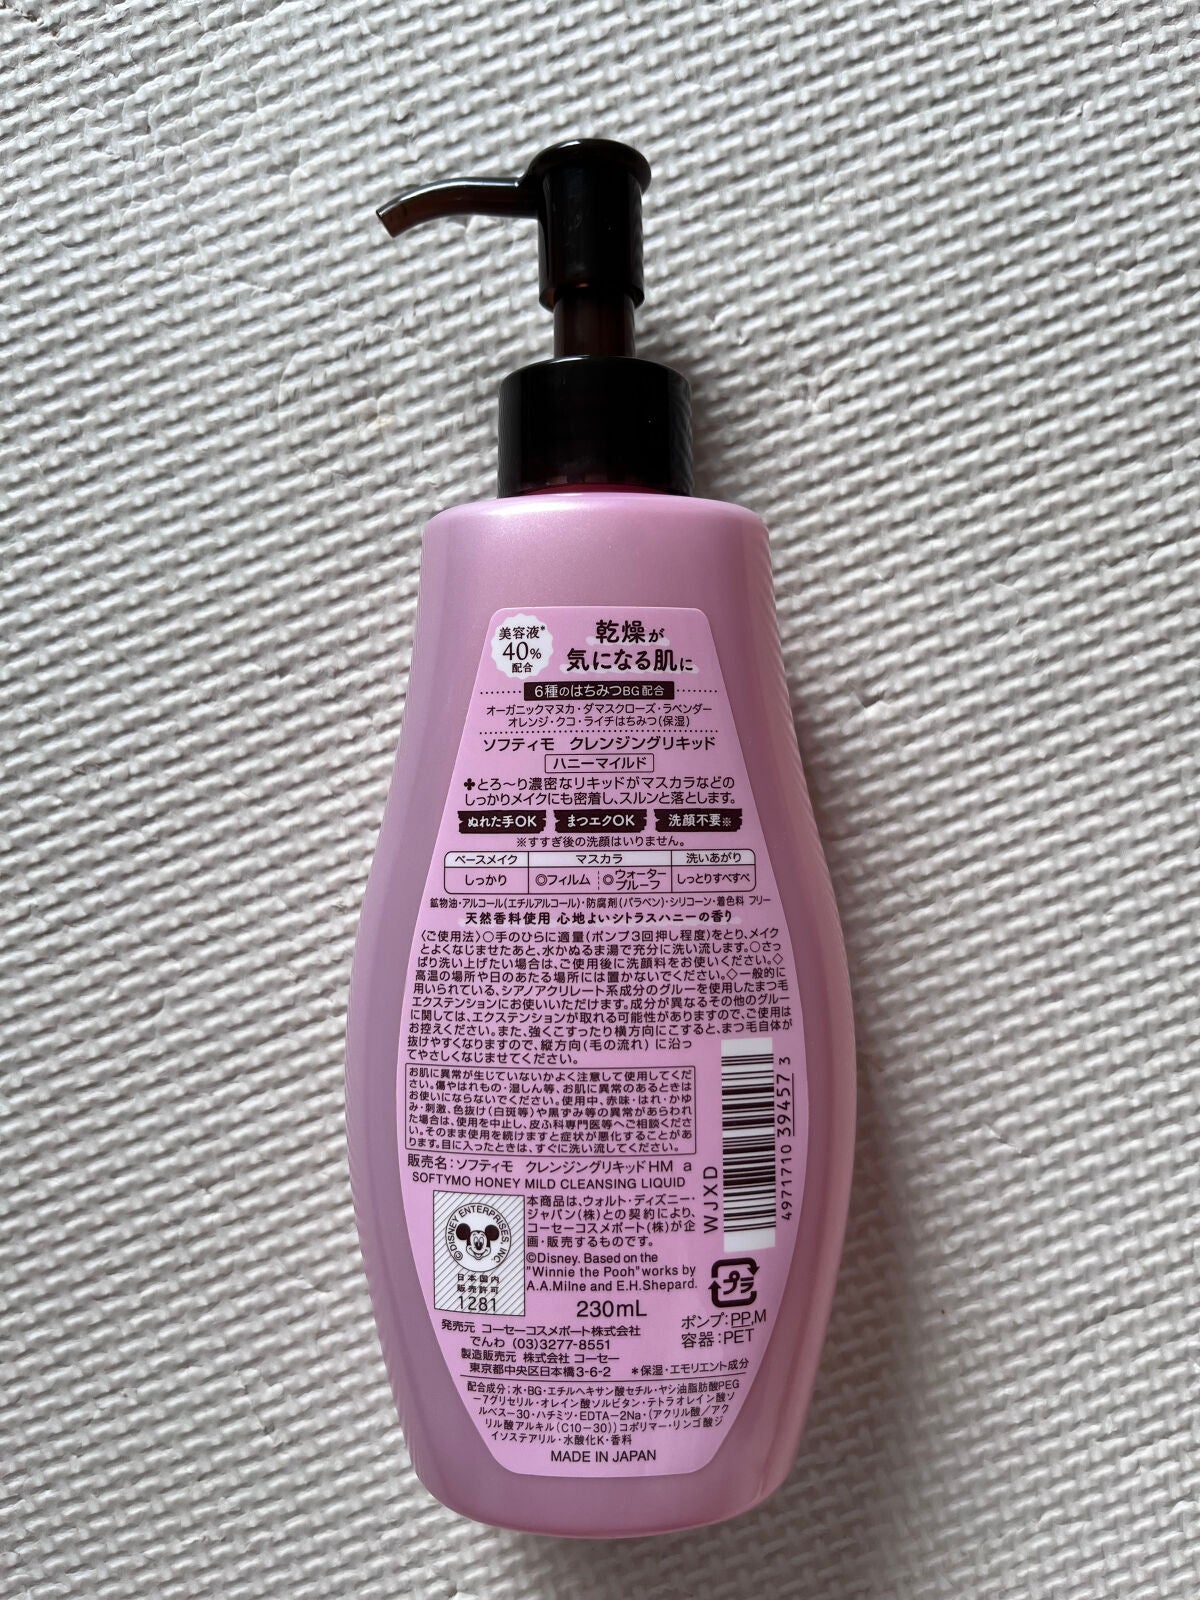 美容液*
40%
配合
乾燥が
気になる肌に
6種のはちみつBG配合
オーガニックマヌカ・ダマスクローズ・ラベンダー
オレンジ・クコ・ライチはちみつ(保湿)
ソフティモ クレンジングリキッド
ハニーマイルド
✤とろ〜り濃密なリキッドがマスカラなどの
しっかりメイクにも密着し、スルンと落とします。
ぬれた手OK まつエクOK 洗顔不要※
※すすぎ後の洗顔はいりません。
ベースメイク マスカラ 洗いあがり
しっかり ◎フィルム ◎ウォータープルーフ しっとりすべすべ
鉱物油・アルコール(エチルアルコール)・防腐剤(パラベン)・シリコーン・着色料 フリー
天然香料使用 心地よいシトラスハニーの香り
〈ご使用法〉○手のひらに適量(ポンプ3回押し程度)をとり、メイク
とよくなじませたあと、水かぬるま湯で充分に洗い流します。○さっ
ぱり洗い上げたい場合は、ご使用後に洗顔料をお使いください。◇
高温の場所や日のあたる場所には置かないでください。◇一般的に
用いられている、シアノアクリレート系成分のグルーを使用したまつ毛
エクステンションにお使いいただけます。成分が異なるその他のグルー
に関しては、エクステンションが取れる可能性がありますので、ご使用は
お控えください。また、強くこすったり横方向にこすると、まつ毛自体が
抜けやすくなりますので、縦方向(毛の流れ)に沿っ
てやさしくなじませてください。
お肌に異常が生じていないかよく注意して使用してくだ
さい。傷やはれもの・湿しん等、お肌に異常のあるときは
お使いにならないでください。使用中、赤味・はれ・かゆ
み・刺激、色抜け(白斑等)や黒ずみ等の異常があらわれ
た場合は、使用を中止し、皮ふ科専門医等へご相談くださ
い。そのまま使用を続けますと症状が悪化することがあ
ります。目に入ったときは、すぐに洗い流してください。
販売名:ソフティモ クレンジングリキッドHM a
SOFTYMO HONEY MILD CLEANSING LIQUID
4971710 394573
WJXD
©DISNEY ENTERPRISES, INC.
日本国内
販売許可
1281
本商品は、ウォルト・ディズニー・
ジャパン(株)との契約により、
コーセーコスメポート(株)が企
画・販売するものです。
©Disney. Based on the
"Winnie the Pooh" works by
A.A.Milne and E.H.Shepard.
230mL
プラ
ポンプ:PP,M
容器:PET
発売元 コーセーコスメポート株式会社
でんわ (03)3277-8551
製造販売元 株式会社 コーセー
東京都中央区日本橋3-6-2 *保湿・エモリエント成分
配合成分:水・BG・エチルヘキサン酸セチル・ヤシ油脂肪酸PEG
-7グリセリル・オレイン酸ソルビタン・テトラオレイン酸ソ
ルベス-30・ハチミツ・EDTA-2Na・(アクリル酸/アク
リル酸アルキル(C10-30))コポリマー・リンゴ酸ジ
イソステアリル・水酸化K・香料
MADE IN JAPAN